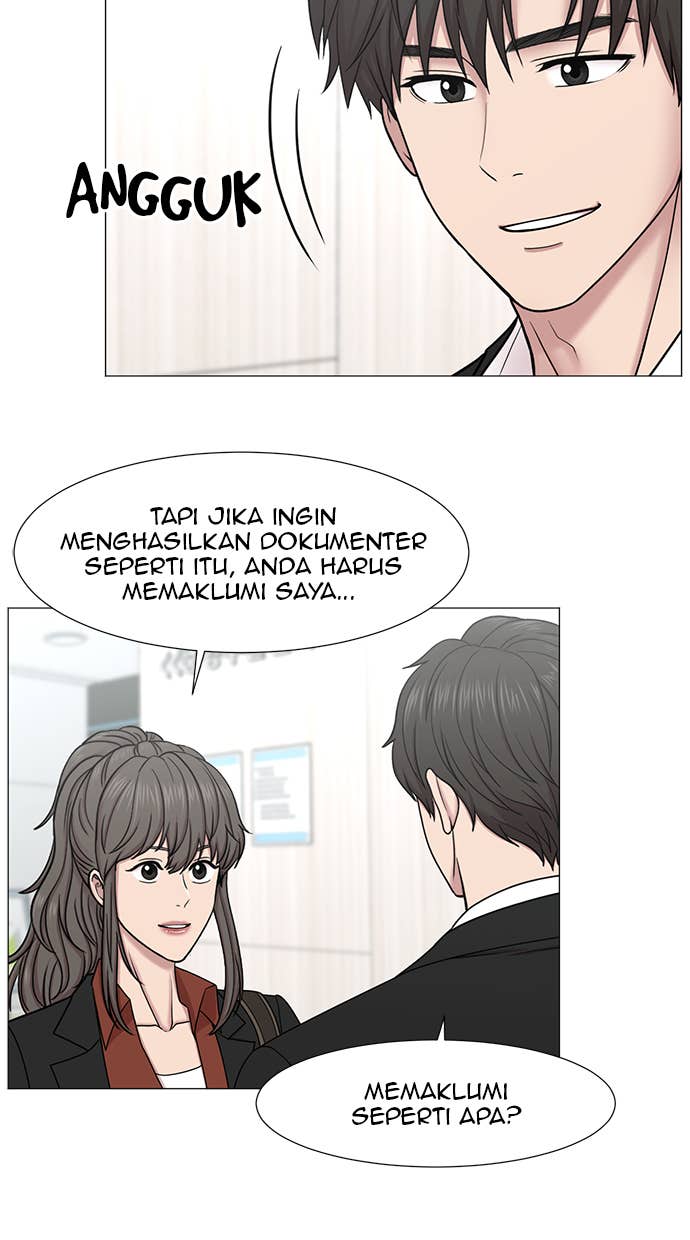 ANGGUK
TAPI JIKA INGIN
MENGHASILKAN DOKUMENTER
SEPERTI ITU, ANDA HARUS
MEMAKLUMI SAYA...
MEMAKLUMI
SEPERTI APA?